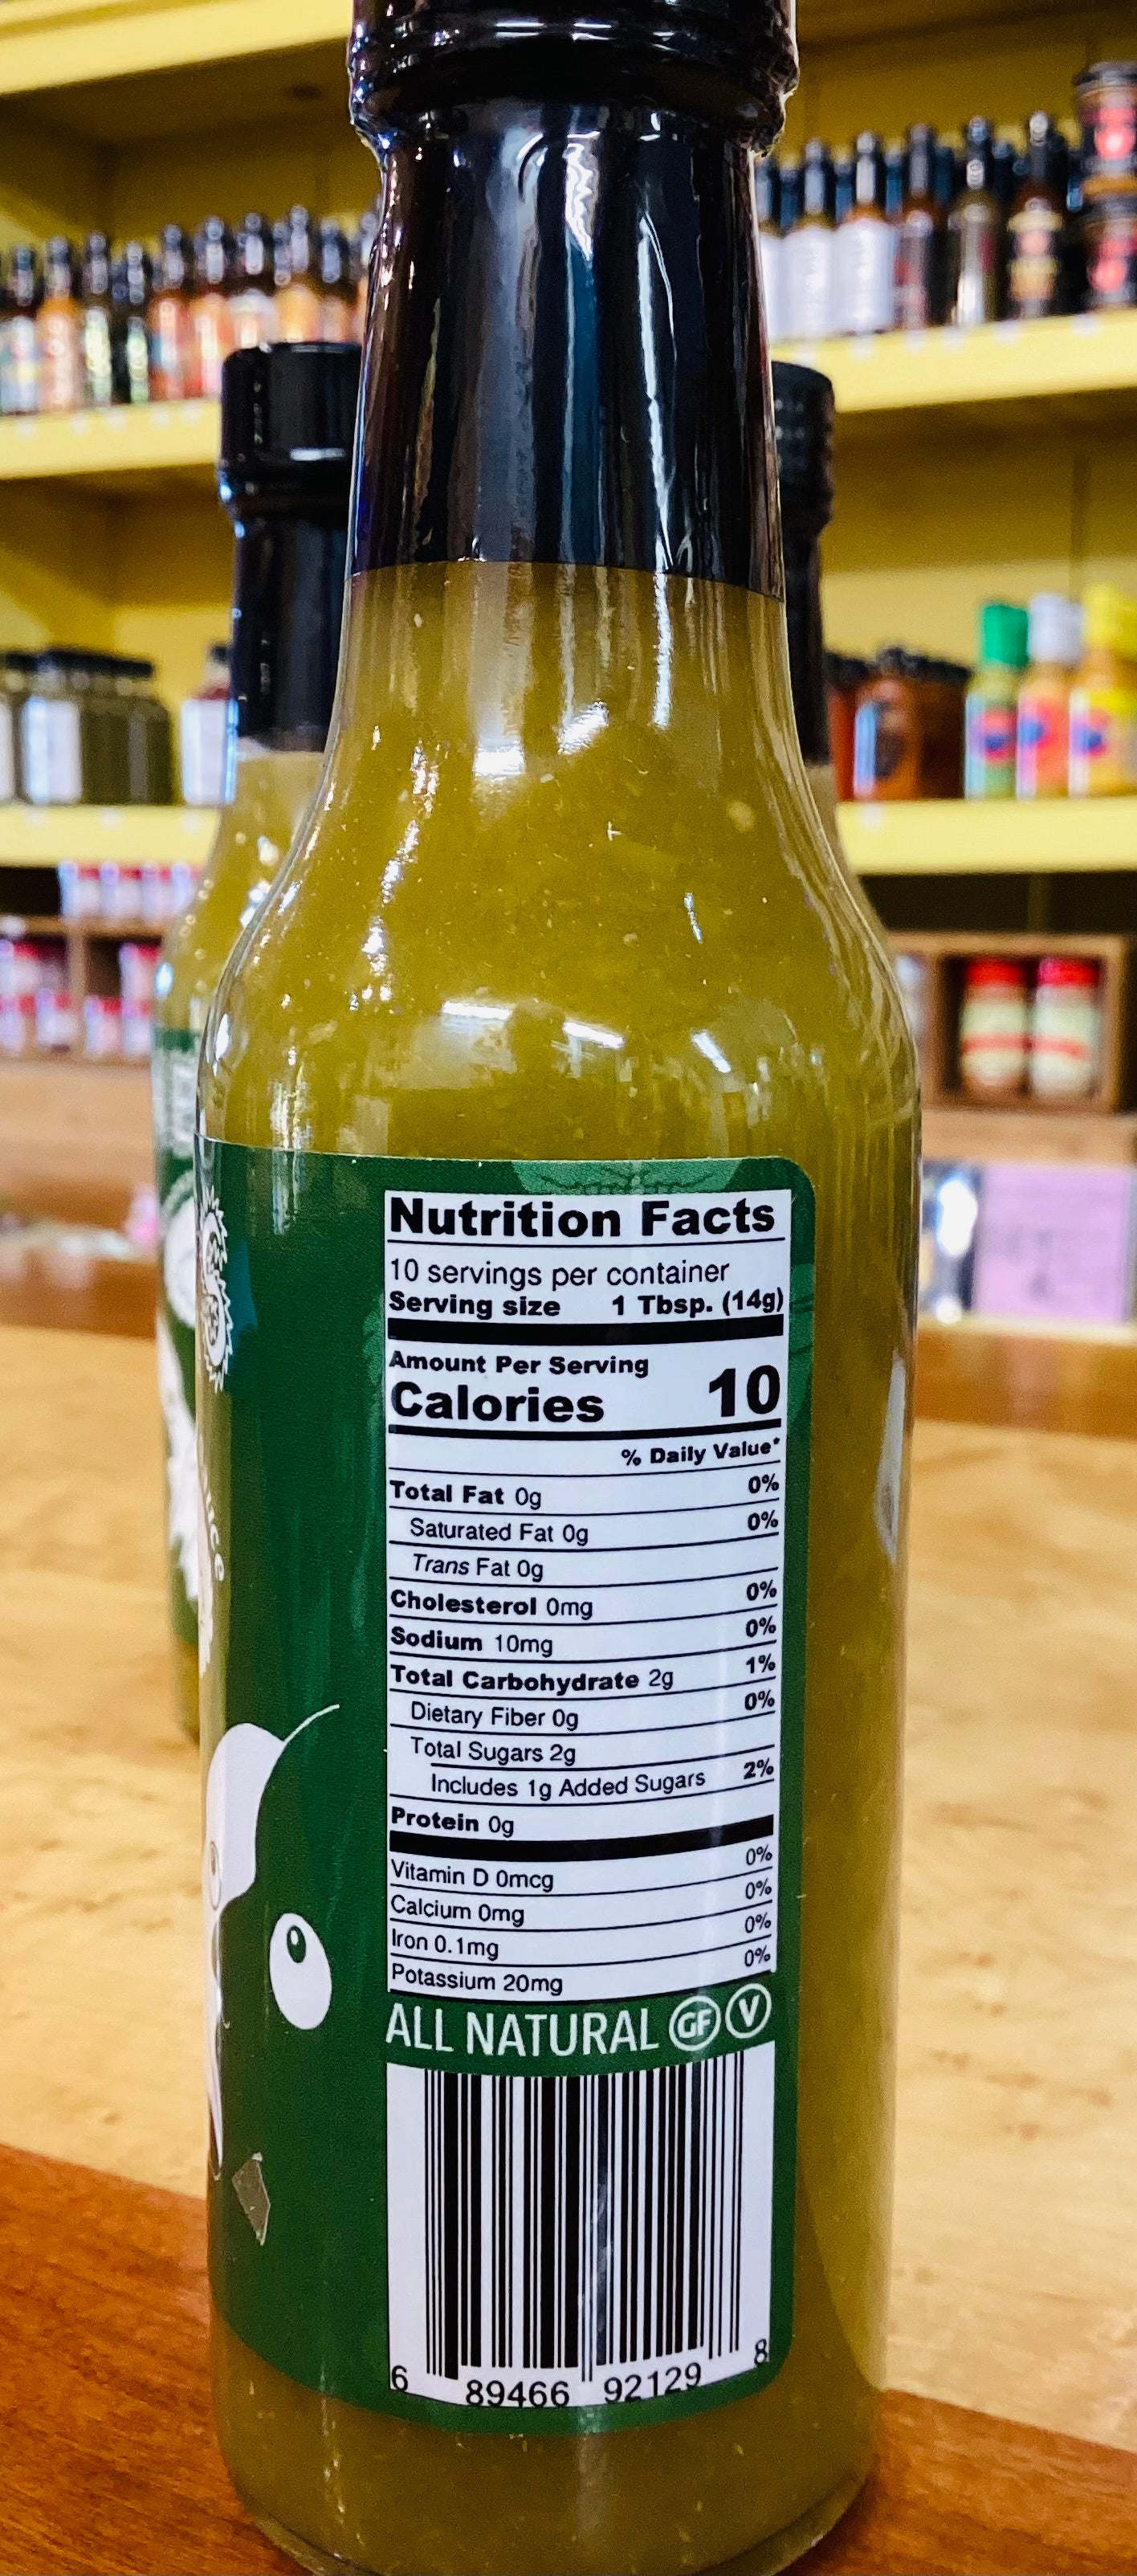 Nutrition Facts
10 servings per container
Serving size 1 Tbsp. (14g)
Amount Per Serving
Calories 10
% Daily Value*
Total Fat 0g 0%
Saturated Fat 0g 0%
Trans Fat 0g
Cholesterol 0mg 0%
Sodium 10mg 0%
Total Carbohydrate 2g 1%
Dietary Fiber 0g 0%
Total Sugars 2g
Includes 1g Added Sugars 2%
Protein 0g
Vitamin D 0mcg 0%
Calcium 0mg 0%
Iron 0.1mg 0%
Potassium 20mg 0%
ALL NATURAL GF V
6 89466 92129 8